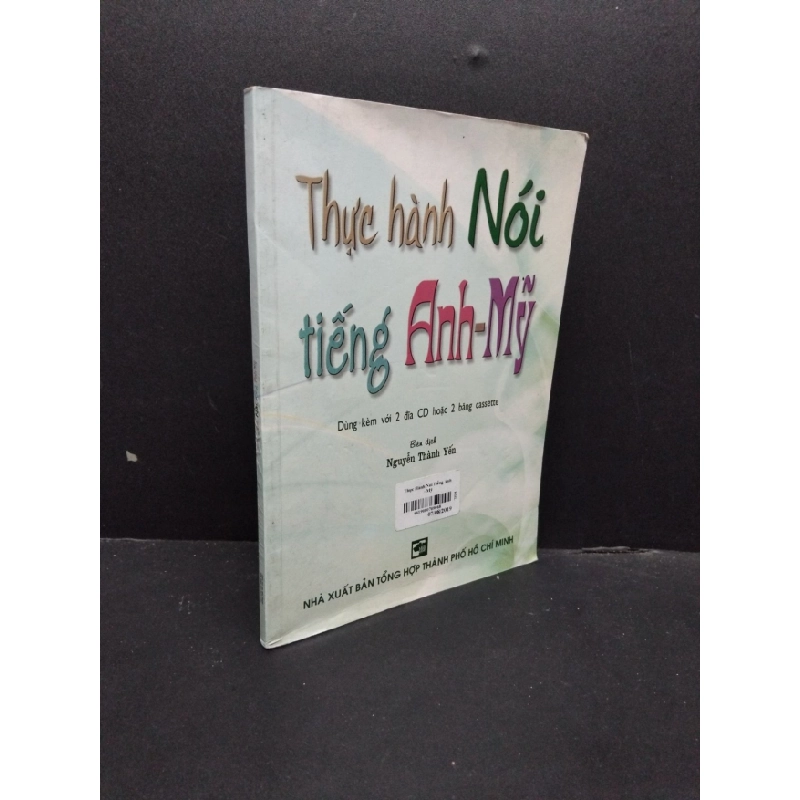 Thực hành Nói
tiếng Anh-Mỹ
Dùng kèm với 2 đĩa CD hoặc 2 băng cassette
Bản dịch
Nguyễn Thành Yến
NHÀ XUẤT BẢN TỔNG HỢP THÀNH PHỐ HỒ CHÍ MINH